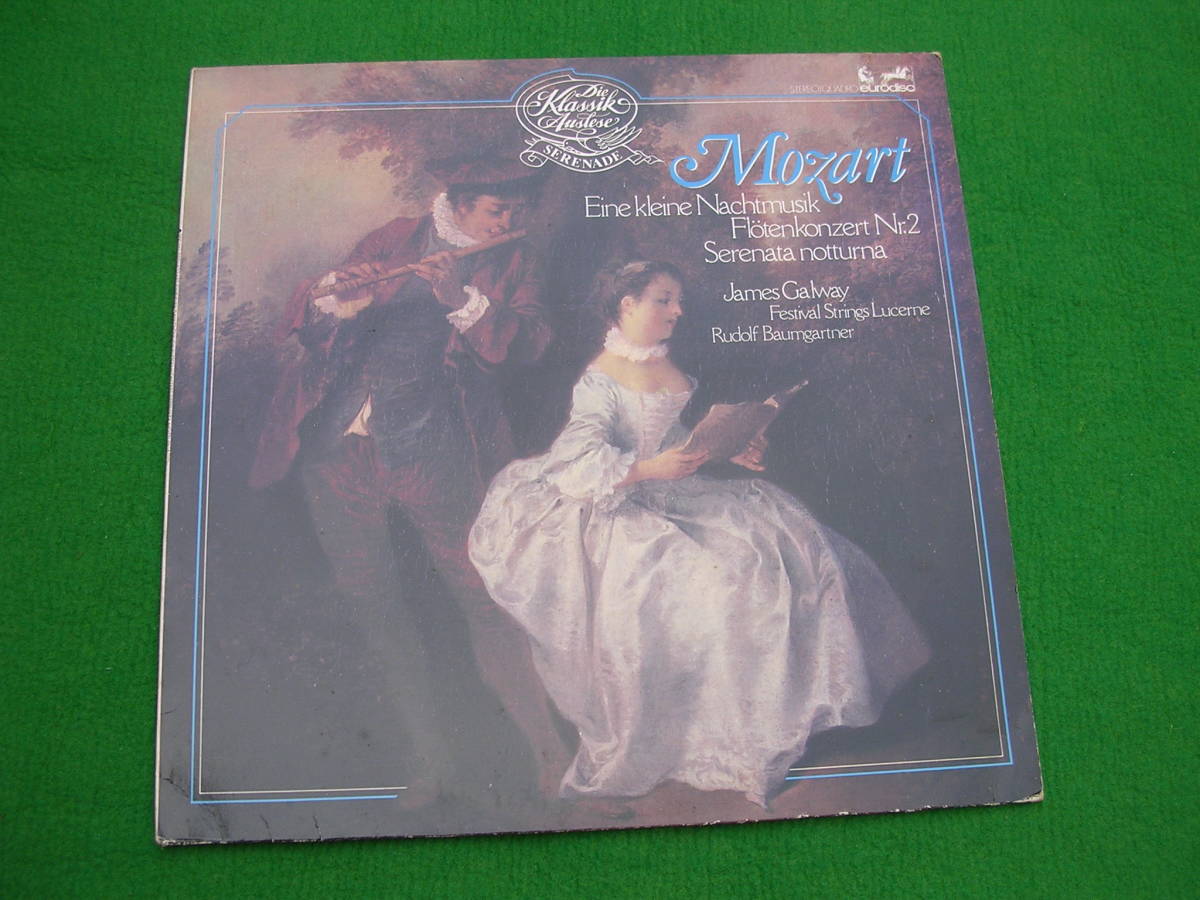 Die
Klassik
Auslese
SERENADE
STEREO/QUADRO eurodisc
Mozart
Eine kleine Nachtmusik
Flötenkonzert Nr.2
Serenata notturna
James Galway
Festival Strings Lucerne
Rudolf Baumgartner